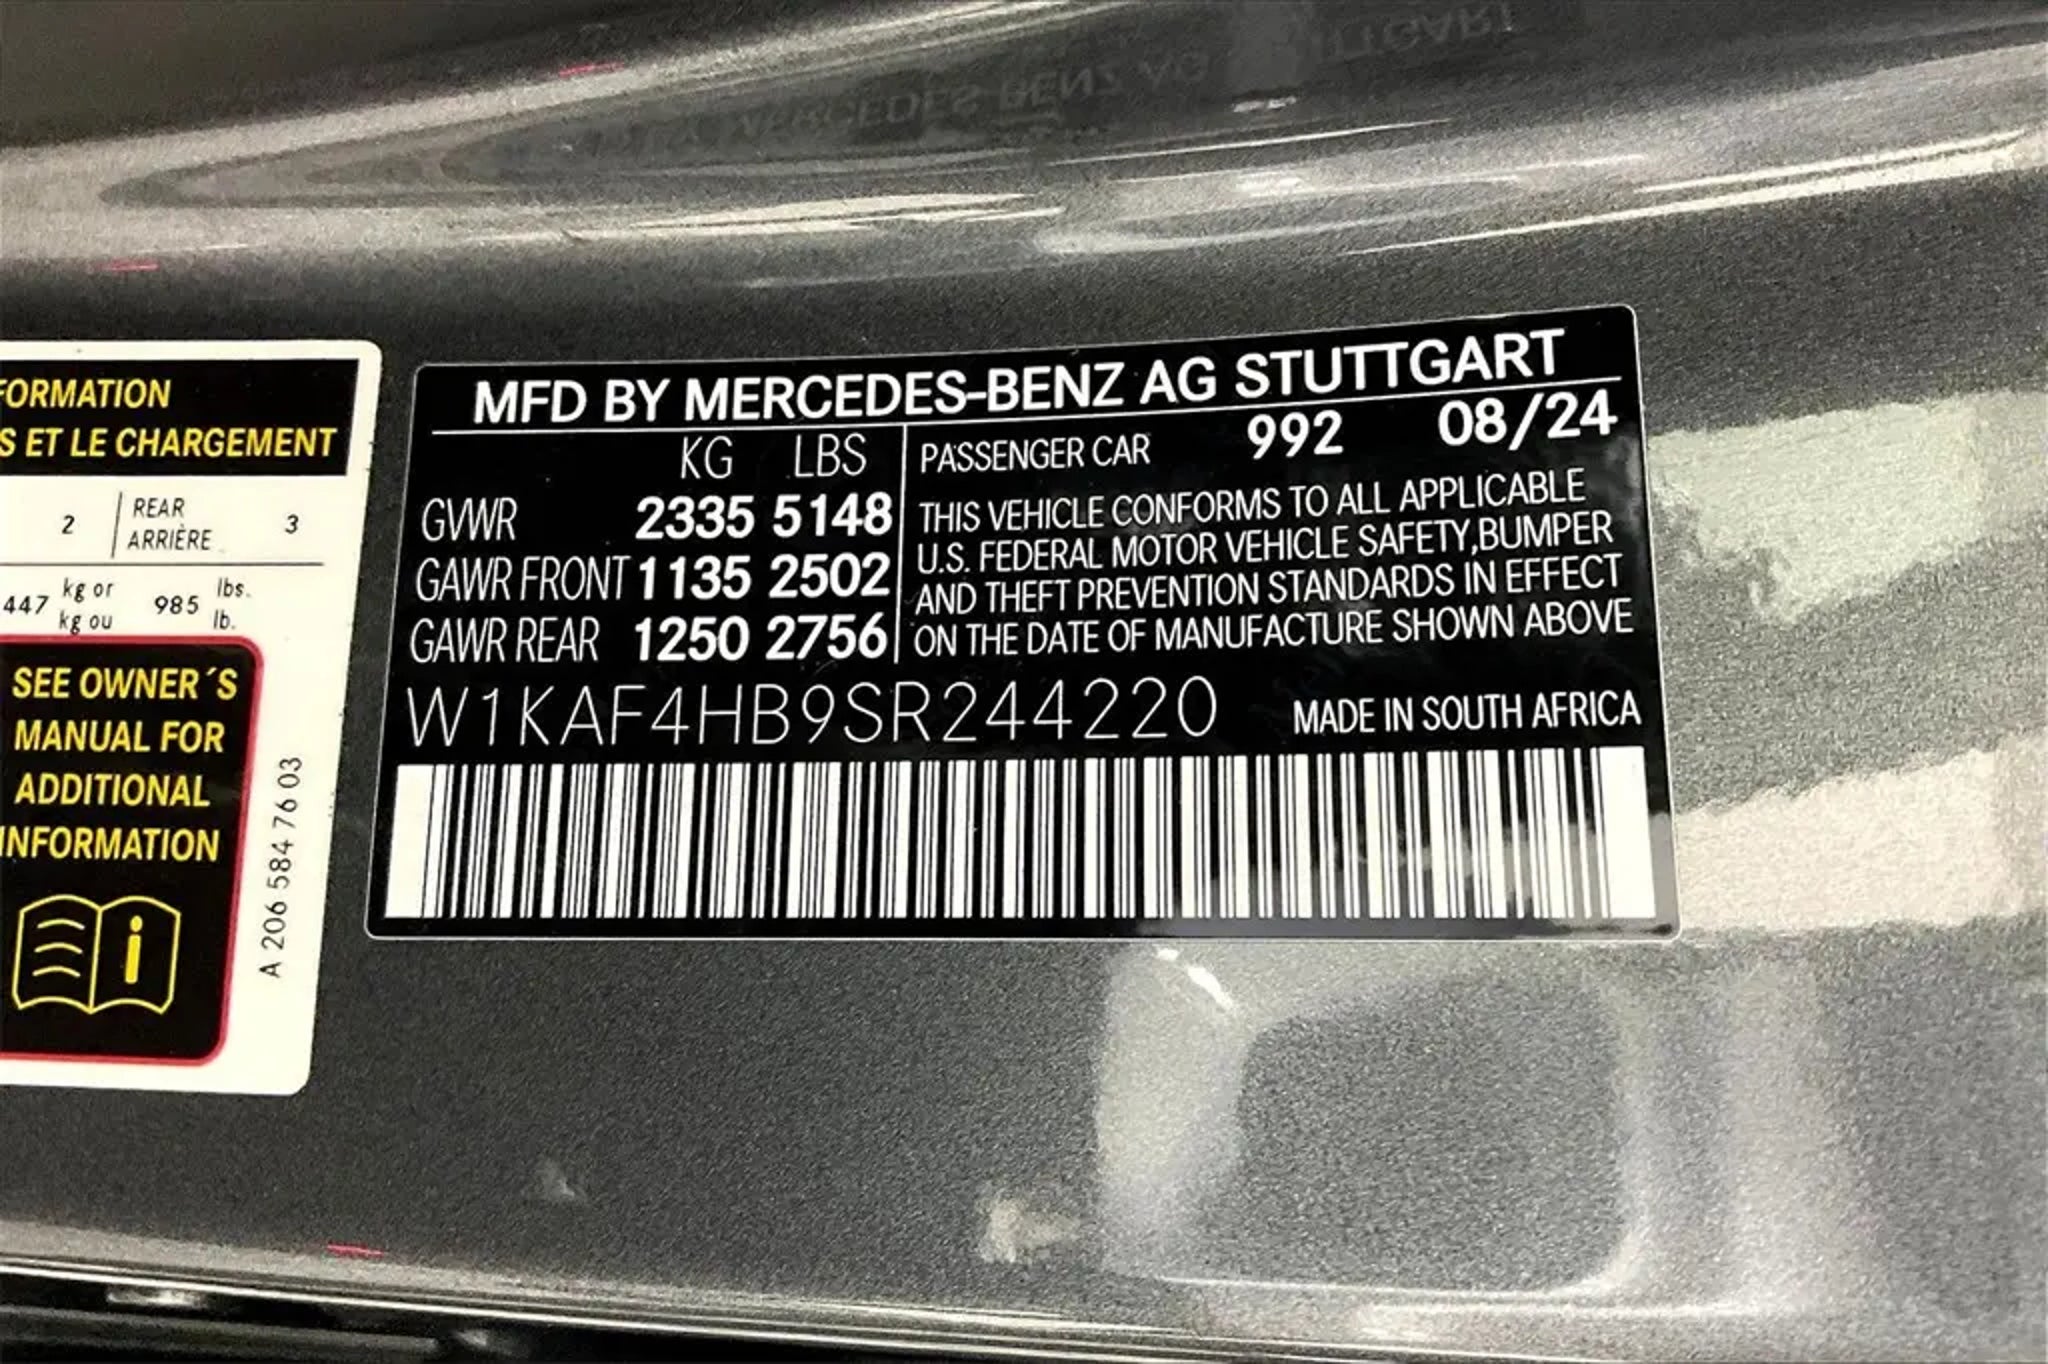 FORMATION
S ET LE CHARGEMENT
2 REAR ARRIÈRE 3
447 kg or kg ou 985 lbs. lb.
SEE OWNER´S
MANUAL FOR
ADDITIONAL
INFORMATION
A 206 584 76 03
MFD BY MERCEDES-BENZ AG STUTTGART
KG LBS
GVWR 2335 5148
GAWR FRONT 1135 2502
GAWR REAR 1250 2756
PASSENGER CAR 992 08/24
THIS VEHICLE CONFORMS TO ALL APPLICABLE
U.S. FEDERAL MOTOR VEHICLE SAFETY,BUMPER
AND THEFT PREVENTION STANDARDS IN EFFECT
ON THE DATE OF MANUFACTURE SHOWN ABOVE
W1KAF4HB9SR244220 MADE IN SOUTH AFRICA